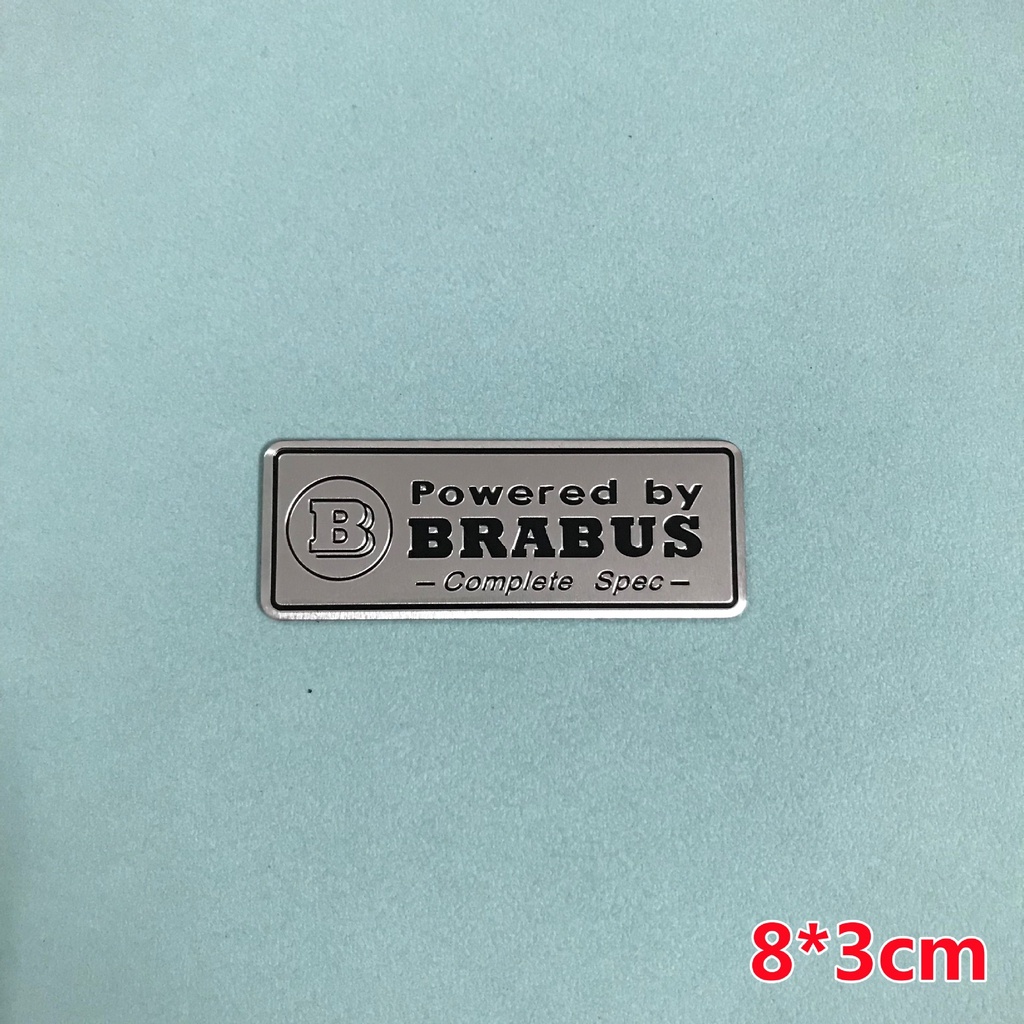 B
Powered by
BRABUS
– Complete Spec –
8*3cm